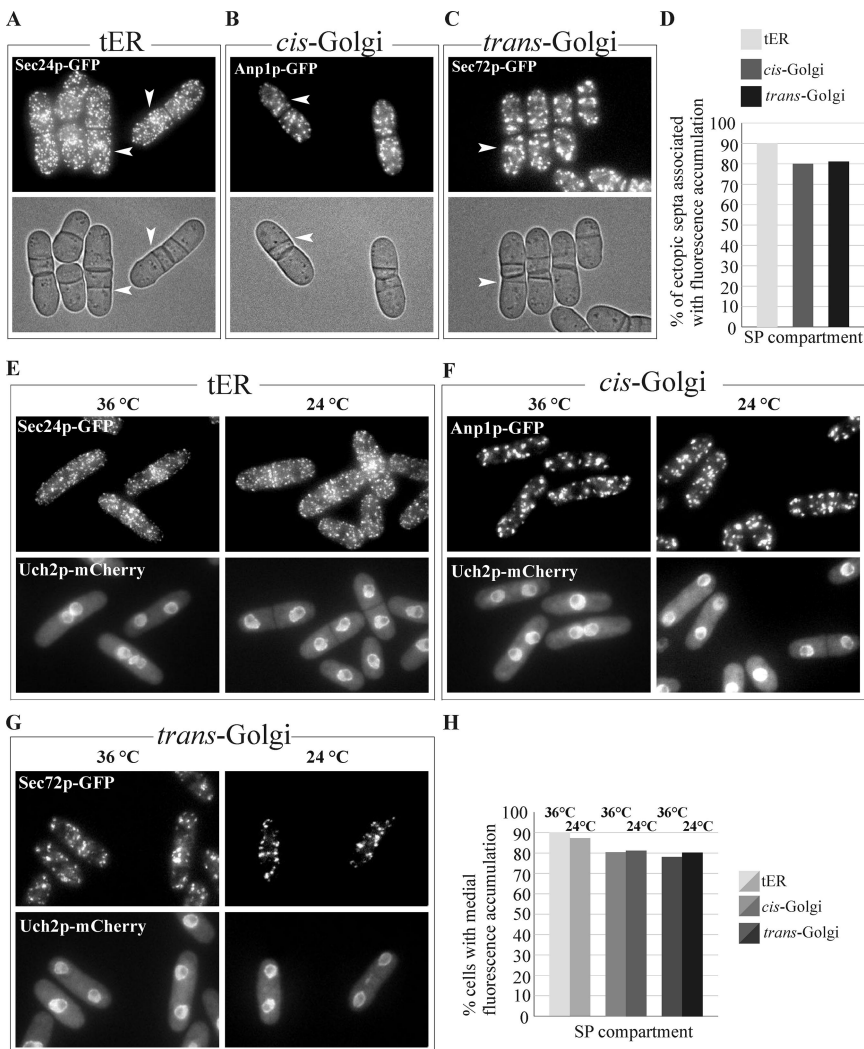 A
tER
Sec24p-GFP
B
cis-Golgi
Anp1p-GFP
C
trans-Golgi
Sec72p-GFP
D
tER
cis-Golgi
trans-Golgi
% of ectopic septa associated
with fluorescence accumulation
100
90
80
70
60
50
40
30
20
10
0
SP compartment
E
tER
36 °C
24 °C
Sec24p-GFP
Uch2p-mCherry
F
cis-Golgi
36 °C
24 °C
Anp1p-GFP
Uch2p-mCherry
G
trans-Golgi
36 °C
24 °C
Sec72p-GFP
Uch2p-mCherry
H
% cells with medial
fluorescence accumulation
100
90
80
70
60
50
40
30
20
10
0
36°C
24°C
36°C
24°C
36°C
24°C
SP compartment
tER
cis-Golgi
trans-Golgi